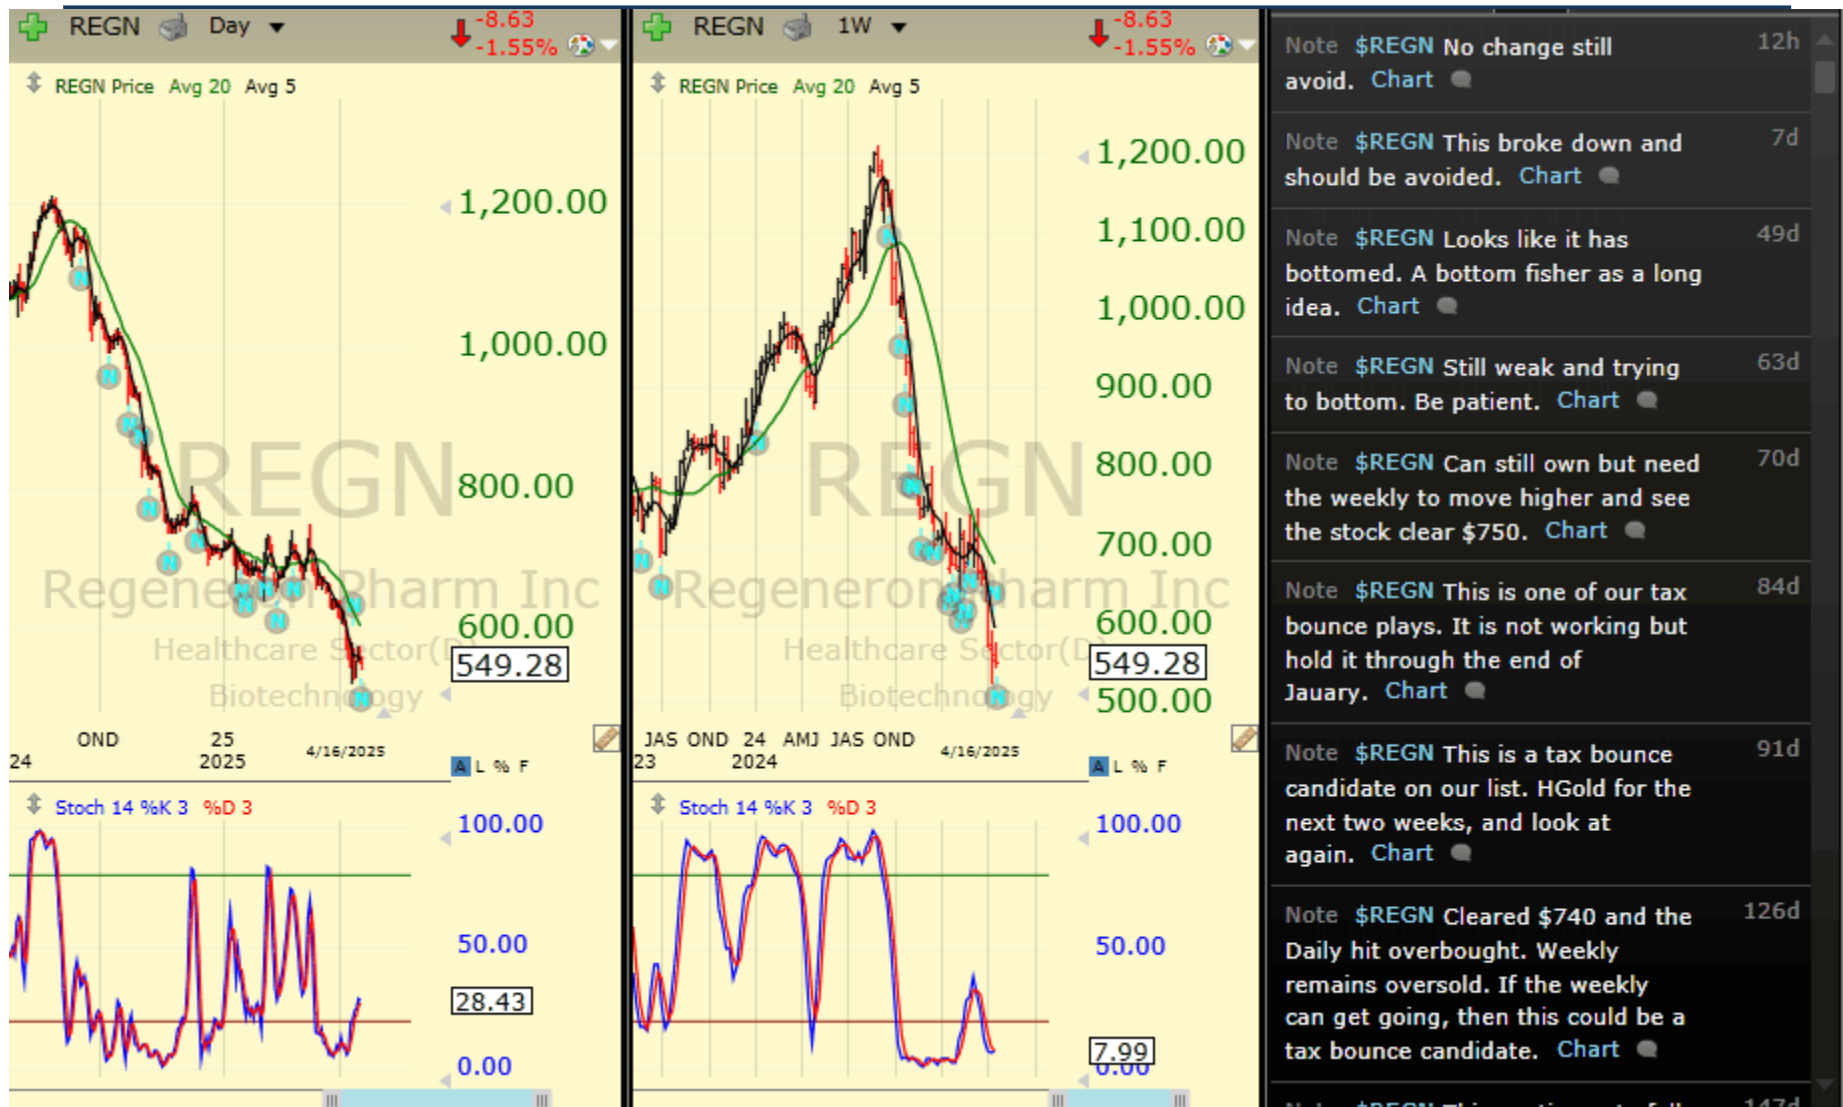 REGN Day
-8.63
-1.55%
REGN Price Avg 20 Avg 5
1,200.00
1,000.00
800.00
600.00
549.28
REGN
Regeneron Pharm Inc
Healthcare Sector(D)
Biotechnology
OND 25
24 2025 4/16/2025
A L % F
Stoch 14 %K 3 %D 3
100.00
50.00
28.43
0.00
REGN 1W
-8.63
-1.55%
REGN Price Avg 20 Avg 5
1,200.00
1,100.00
1,000.00
900.00
800.00
700.00
600.00
549.28
500.00
REGN
Regeneron Pharm Inc
Healthcare Sector(D)
Biotechnology
JAS OND 24 AMJ JAS OND
23 2024 4/16/2025
A L % F
Stoch 14 %K 3 %D 3
100.00
50.00
7.99
0.00
Note $REGN No change still 12h
avoid. Chart
Note $REGN This broke down and 7d
should be avoided. Chart
Note $REGN Looks like it has 49d
bottomed. A bottom fisher as a long
idea. Chart
Note $REGN Still weak and trying 63d
to bottom. Be patient. Chart
Note $REGN Can still own but need 70d
the weekly to move higher and see
the stock clear $750. Chart
Note $REGN This is one of our tax 84d
bounce plays. It is not working but
hold it through the end of
Jauary. Chart
Note $REGN This is a tax bounce 91d
candidate on our list. HGold for the
next two weeks, and look at
again. Chart
Note $REGN Cleared $740 and the 126d
Daily hit overbought. Weekly
remains oversold. If the weekly
can get going, then this could be a
tax bounce candidate. Chart